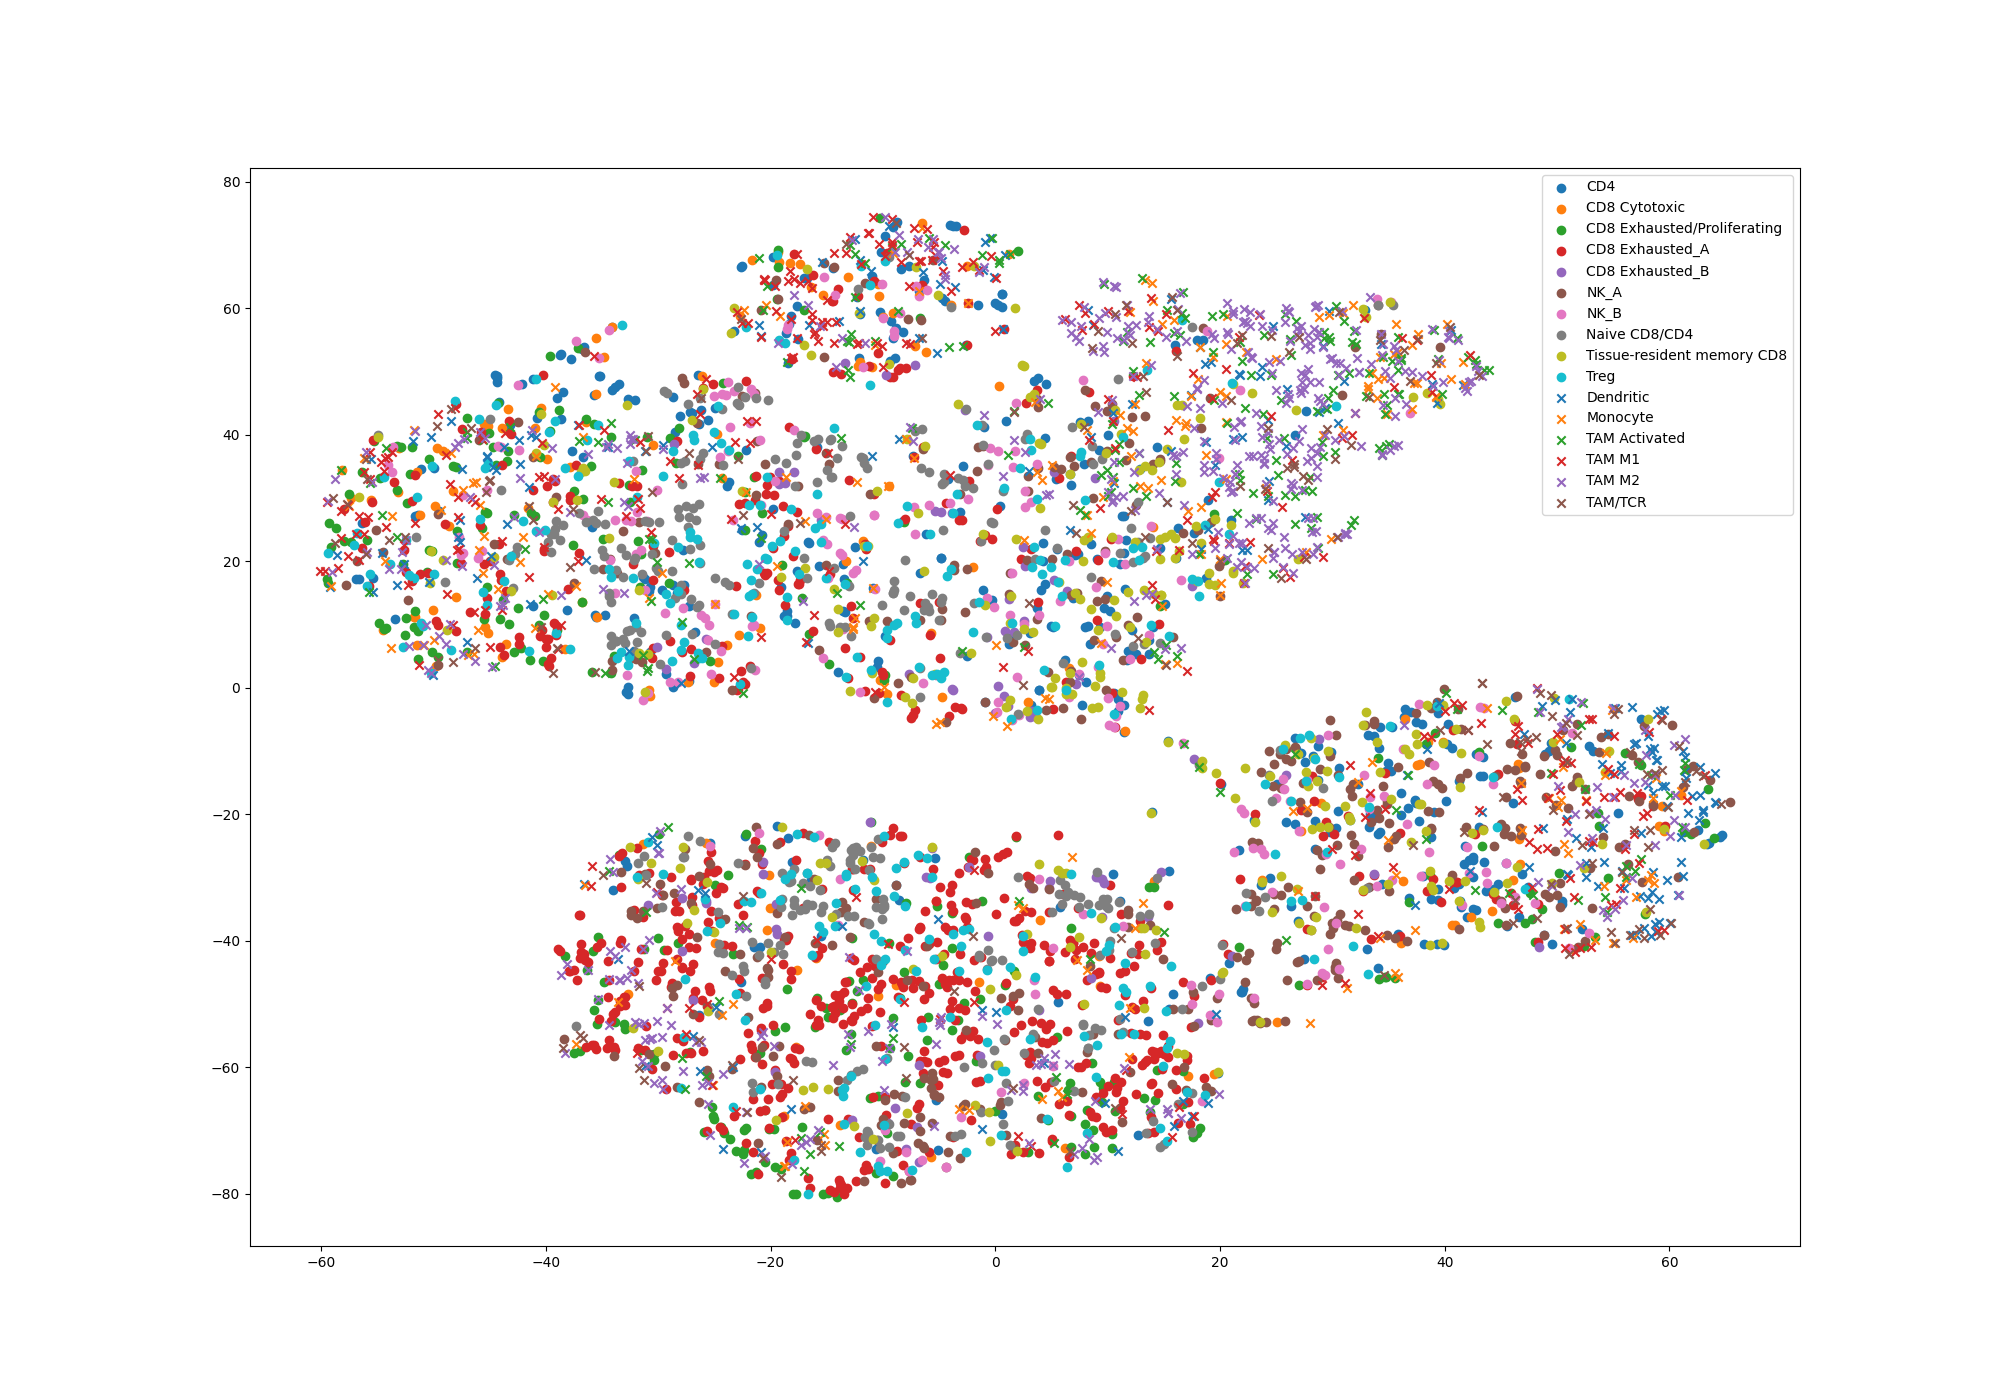 80
60
40
20
0
−20
−40
−60
−80
−60
−40
−20
0
20
40
60
CD4
CD8 Cytotoxic
CD8 Exhausted/Proliferating
CD8 Exhausted_A
CD8 Exhausted_B
NK_A
NK_B
Naive CD8/CD4
Tissue-resident memory CD8
Treg
Dendritic
Monocyte
TAM Activated
TAM M1
TAM M2
TAM/TCR